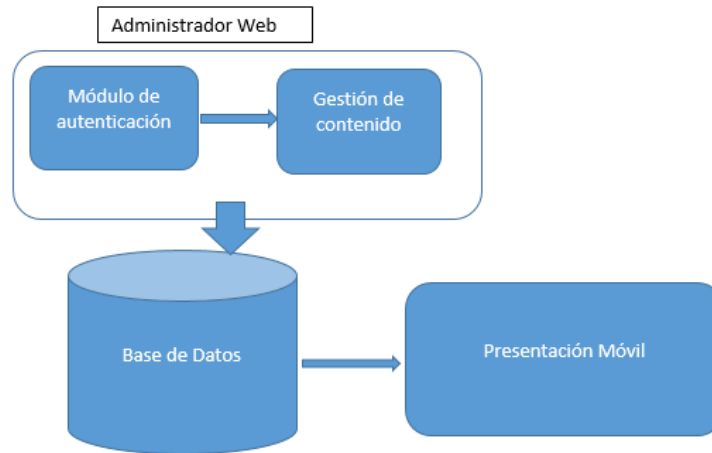 Administrador Web
Módulo de
autenticación
Gestión de
contenido
Base de Datos
Presentación Móvil